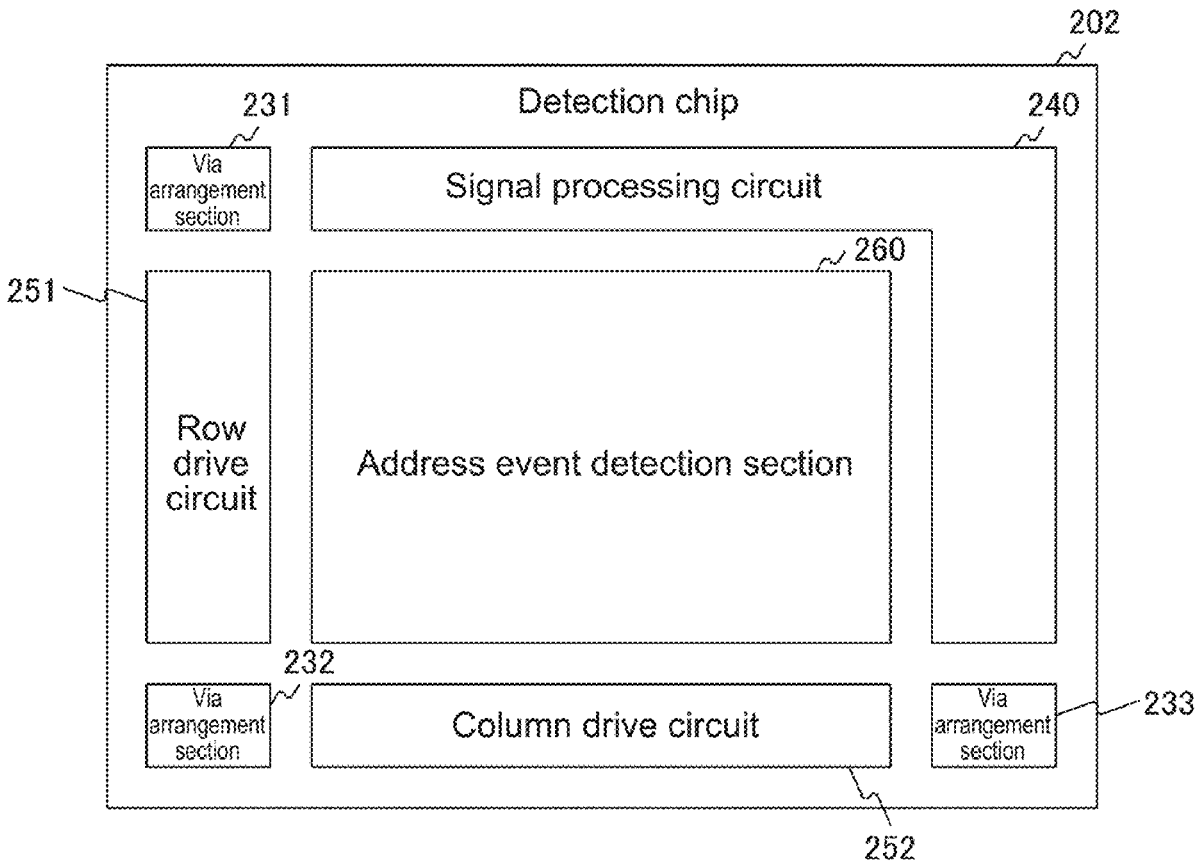 202
Detection chip
231
240
Via
arrangement
section
Signal processing circuit
260
251
Row
drive
circuit
Address event detection section
232
Via
arrangement
section
Column drive circuit
Via
arrangement
section
233
252